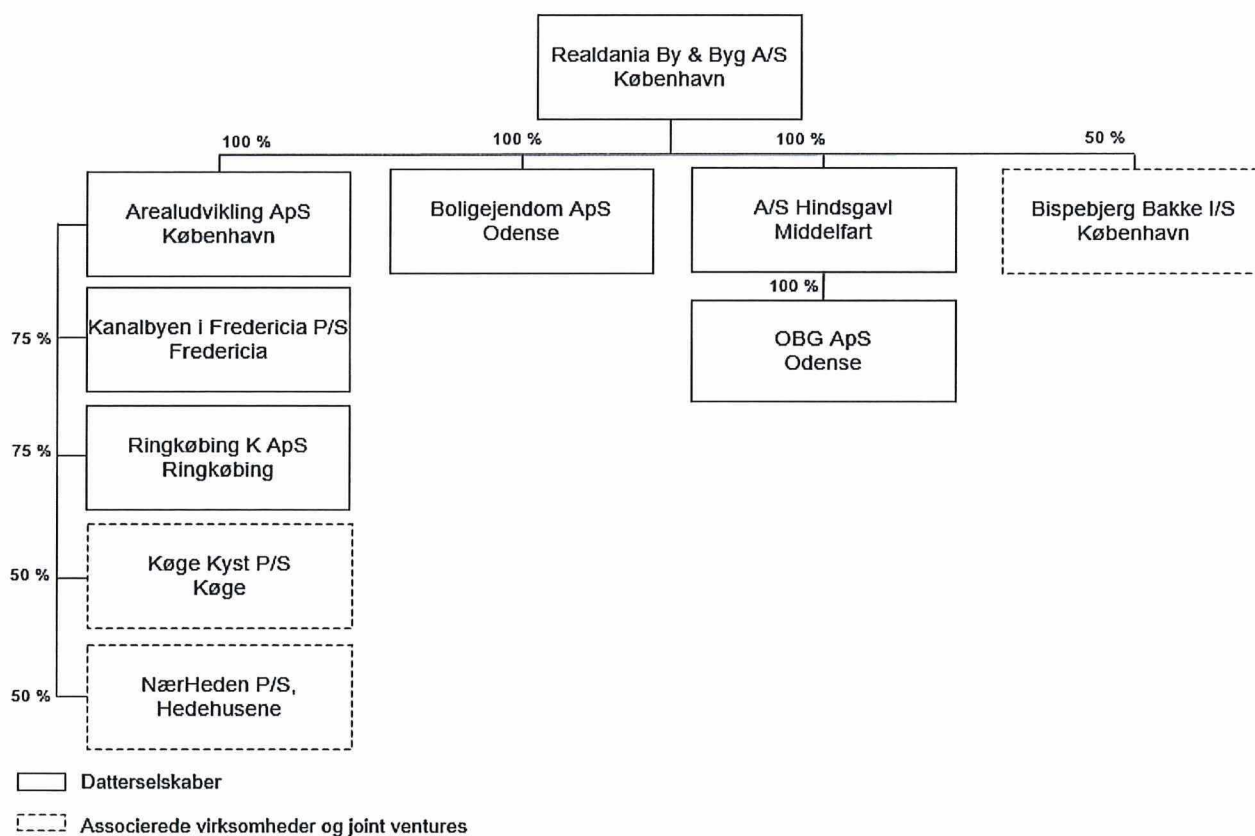 Realdania By & Byg A/S
København
100 %
100 %
100 %
50 %
Arealudvikling ApS
København
Boligejendom ApS
Odense
A/S Hindsgavl
Middelfart
Bispebjerg Bakke I/S
København
100 %
75 %
Kanalbyen i Fredericia P/S
Fredericia
OBG ApS
Odense
75 %
Ringkøbing K ApS
Ringkøbing
50 %
Køge Kyst P/S
Køge
50 %
NærHeden P/S,
Hedehusene
Datterselskaber
Associerede virksomheder og joint ventures